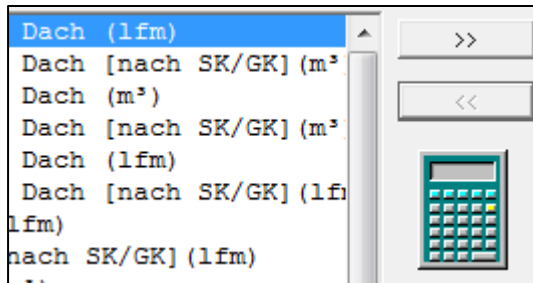 Dach (lfm)
Dach [nach SK/GK](m³
Dach (m³)
Dach [nach SK/GK](m³
Dach (lfm)
Dach [nach SK/GK](lf
lfm)
nach SK/GK](lfm)
>>
<<